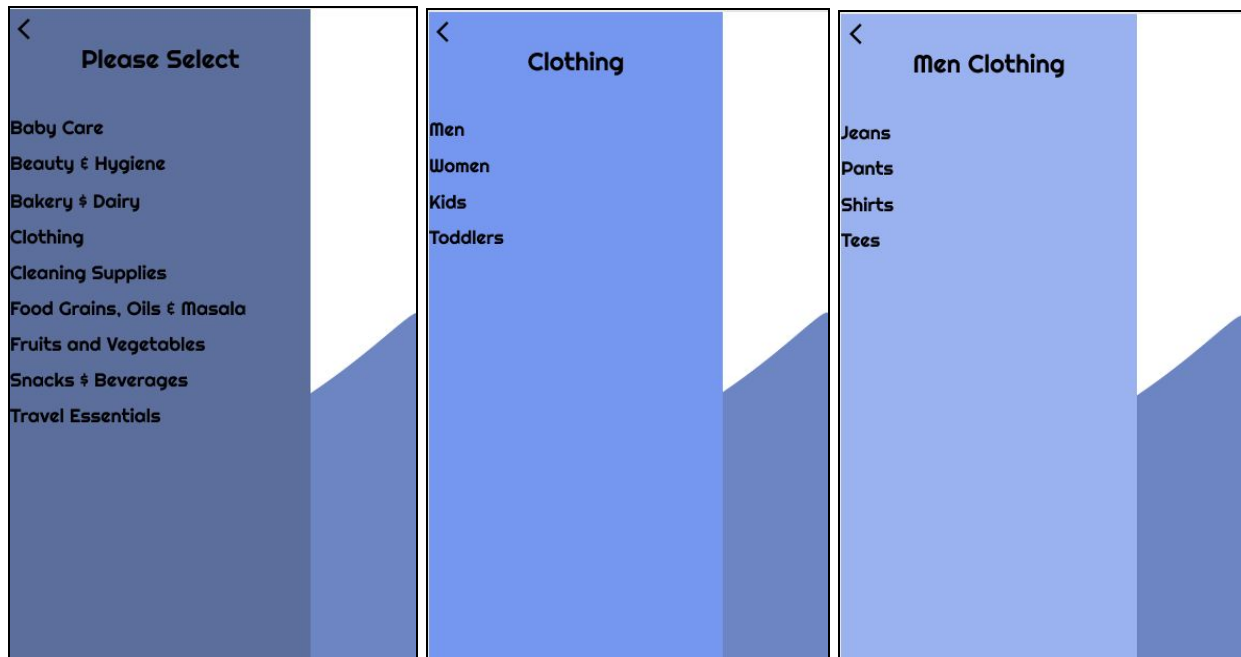 Please Select
Baby Care
Beauty & Hygiene
Bakery & Dairy
Clothing
Cleaning Supplies
Food Grains, Oils & Masala
Fruits and Vegetables
Snacks & Beverages
Travel Essentials
Clothing
Men
Women
Kids
Toddlers
Men Clothing
Jeans
Pants
Shirts
Tees